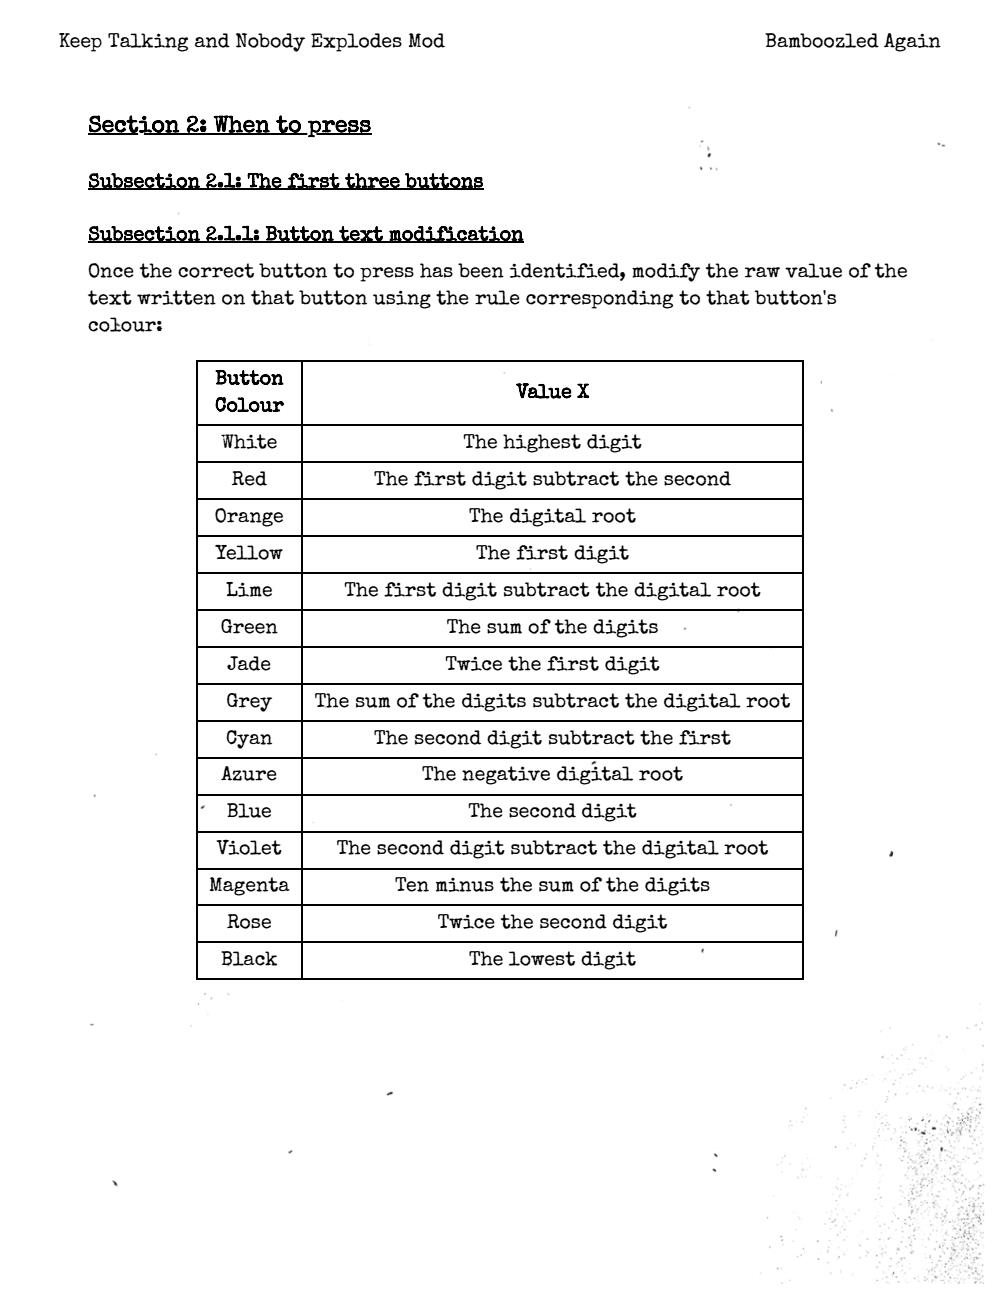 Keep Talking and Nobody Explodes Mod Bamboozled Again
Section 2: When to press
Subsection 2.1: The first three buttons
Subsection 2.1.1: Button text modification
Once the correct button to press has been identified, modify the raw value of the
text written on that button using the rule corresponding to that button's
colour:
Button Colour Value X
White The highest digit
Red The first digit subtract the second
Orange The digital root
Yellow The first digit
Lime The first digit subtract the digital root
Green The sum of the digits
Jade Twice the first digit
Grey The sum of the digits subtract the digital root
Cyan The second digit subtract the first
Azure The negative digital root
Blue The second digit
Violet The second digit subtract the digital root
Magenta Ten minus the sum of the digits
Rose Twice the second digit
Black The lowest digit